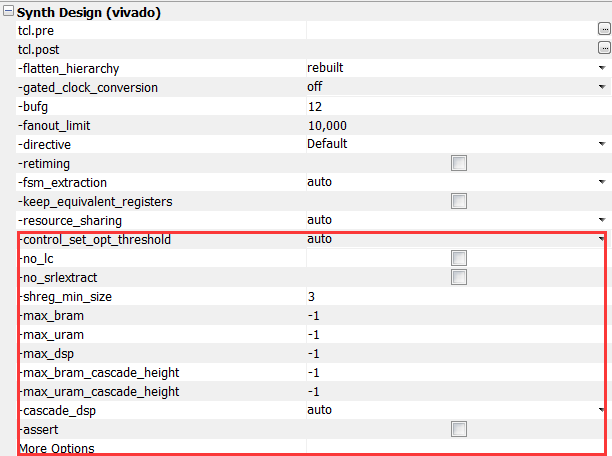 Synth Design (vivado)
tcl.pre
tcl.post
-flatten_hierarchy rebuilt
-gated_clock_conversion off
-bufg 12
-fanout_limit 10,000
-directive Default
-retiming
-fsm_extraction auto
-keep_equivalent_registers
-resource_sharing auto
-control_set_opt_threshold auto
-no_lc
-no_srlextract
-shreg_min_size 3
-max_bram -1
-max_uram -1
-max_dsp -1
-max_bram_cascade_height -1
-max_uram_cascade_height -1
-cascade_dsp auto
-assert
More Options